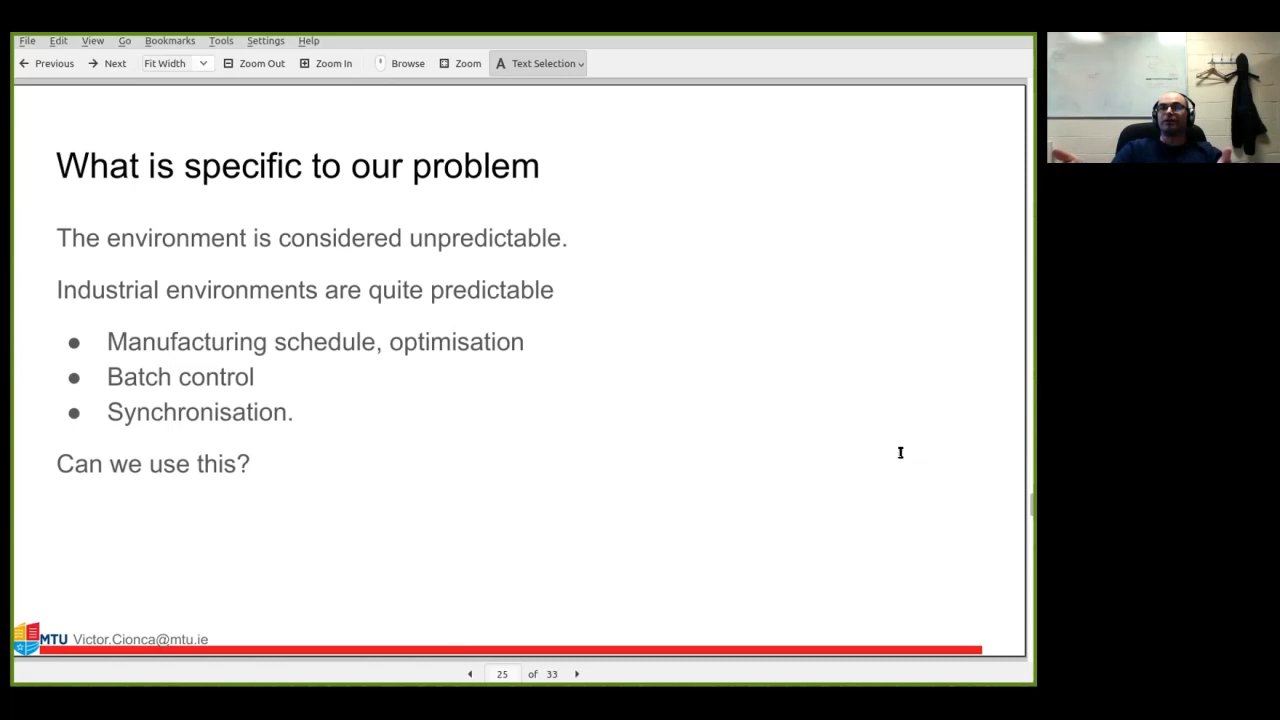 File Edit View Go Bookmarks Tools Settings Help
Previous Next Fit Width Zoom Out Zoom In Browse Zoom Text Selection
What is specific to our problem
The environment is considered unpredictable.
Industrial environments are quite predictable
● Manufacturing schedule, optimisation
● Batch control
● Synchronisation.
Can we use this?
MTU Victor.Cionca@mtu.ie
25 of 33